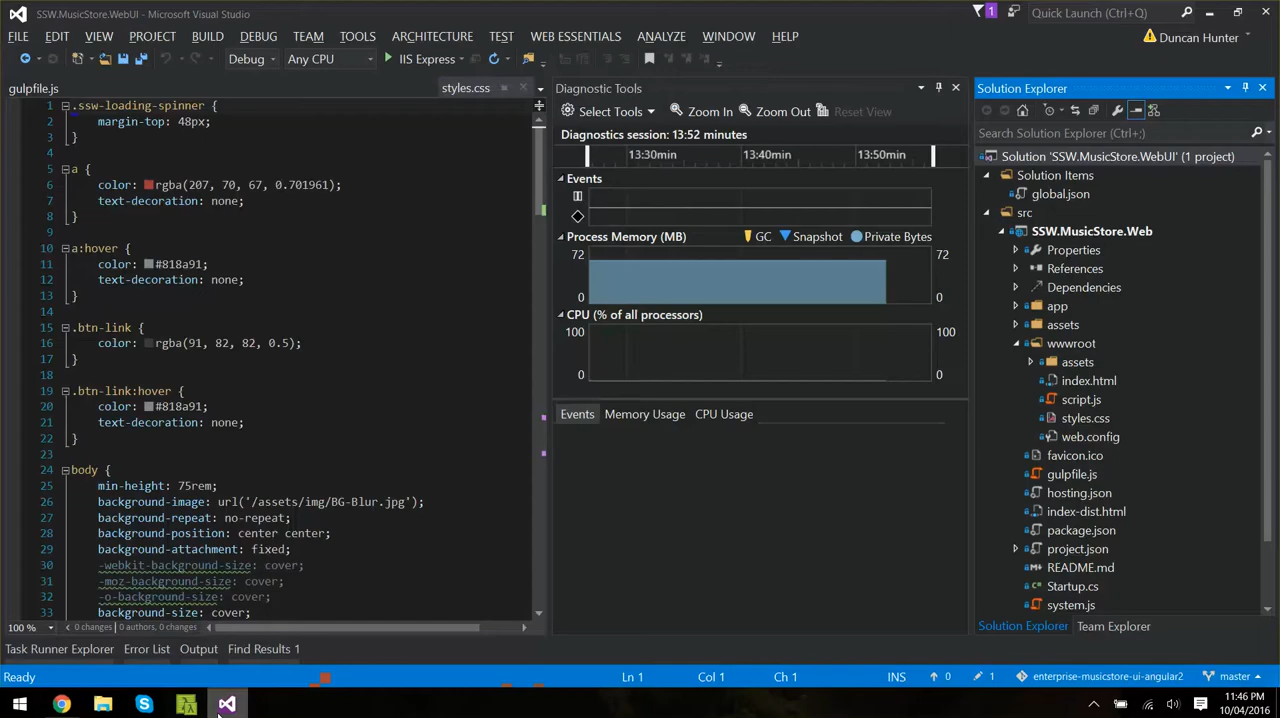 SSW.MusicStore.WebUI - Microsoft Visual Studio
1
Quick Launch (Ctrl+Q)
FILE EDIT VIEW PROJECT BUILD DEBUG TEAM TOOLS ARCHITECTURE TEST WEB ESSENTIALS ANALYZE WINDOW HELP
Duncan Hunter
Debug Any CPU IIS Express
gulpfile.js styles.css
1 .ssw-loading-spinner {
2 margin-top: 48px;
3 }
4
5 a {
6 color: rgba(207, 70, 67, 0.701961);
7 text-decoration: none;
8 }
9
10 a:hover {
11 color: #818a91;
12 text-decoration: none;
13 }
14
15 .btn-link {
16 color: rgba(91, 82, 82, 0.5);
17 }
18
19 .btn-link:hover {
20 color: #818a91;
21 text-decoration: none;
22 }
23
24 body {
25 min-height: 75rem;
26 background-image: url('/assets/img/BG-Blur.jpg');
27 background-repeat: no-repeat;
28 background-position: center center;
29 background-attachment: fixed;
30 -webkit-background-size: cover;
31 -moz-background-size: cover;
32 -o-background-size: cover;
33 background-size: cover;
100 % 0 changes | 0 authors, 0 changes
Diagnostic Tools
Select Tools Zoom In Zoom Out Reset View
Diagnostics session: 13:52 minutes
13:30min 13:40min 13:50min
Events
Process Memory (MB) GC Snapshot Private Bytes
72 72
0 0
CPU (% of all processors)
100 100
0 0
Events Memory Usage CPU Usage
Solution Explorer
Search Solution Explorer (Ctrl+;)
Solution 'SSW.MusicStore.WebUI' (1 project)
Solution Items
global.json
src
SSW.MusicStore.Web
Properties
References
Dependencies
app
assets
wwwroot
assets
index.html
script.js
styles.css
web.config
favicon.ico
gulpfile.js
hosting.json
index-dist.html
package.json
project.json
README.md
Startup.cs
system.js
Solution Explorer Team Explorer
Task Runner Explorer Error List Output Find Results 1
Ready Ln 1 Col 1 Ch 1 INS 0 1 enterprise-musicstore-ui-angular2 master
11:46 PM
10/04/2016